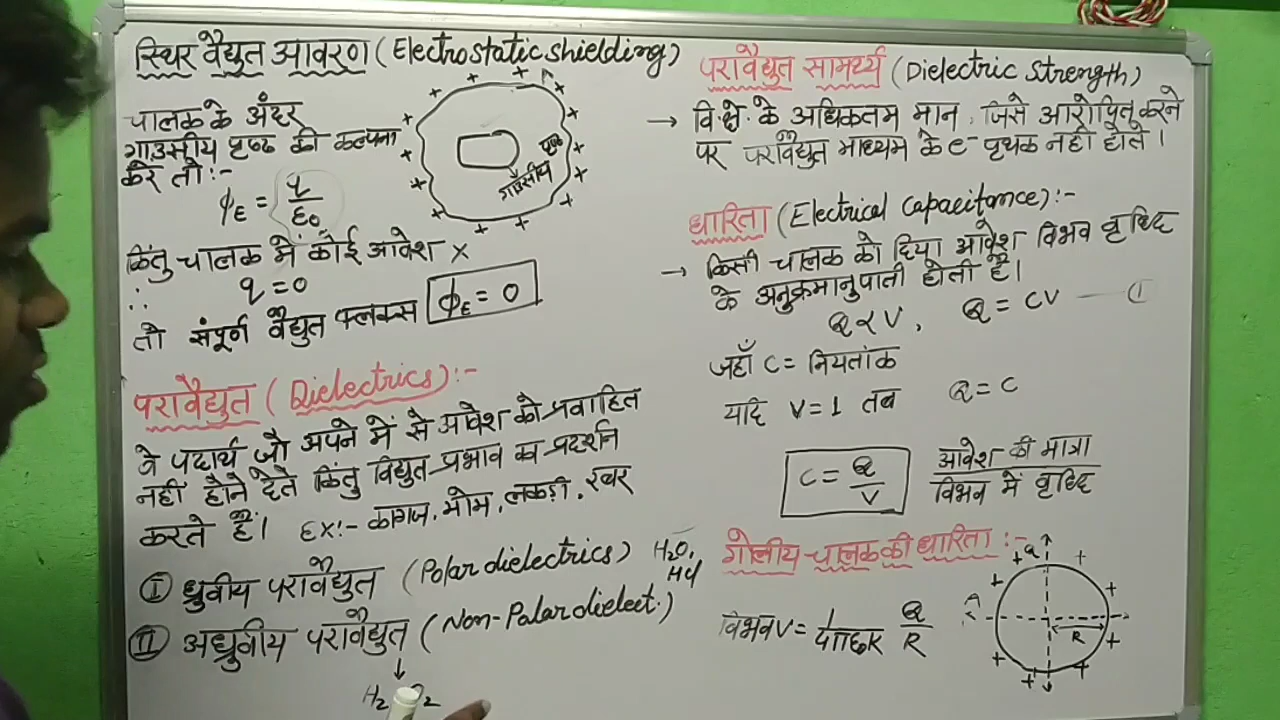 स्थिर वैद्युत आवरण (Electrostatic shielding)
चालक के अंदर
गाउसीय पृष्ठ की कल्पना
करें तो :-
ϕE = q/ε0
किंतु चालक में कोई आवेश ×
∴ q = 0
तो संपूर्ण वैद्युत फ्लक्स ϕE = 0
गाउसीय पृष्ठ
परावैद्युत (Dielectrics) :-
वे पदार्थ जो अपने में से आवेश को प्रवाहित
नहीं होने देते किंतु विद्युत प्रभाव का प्रदर्शन
करते हैं। Ex:- कागज, मोम, लकड़ी, रबर
I ध्रुवीय परावैद्युत (Polar dielectrics) H2O, HCl
II अध्रुवीय परावैद्युत (Non-Polar dielect.)
H2
परावैद्युत सामर्थ्य (Dielectric Strength)
→ वि.क्षे. के अधिकतम मान, जिसे आरोपित करने
पर परावैद्युत माध्यम के e- पृथक नहीं होते।
धारिता (Electrical Capacitance) :-
→ किसी चालक को दिया आवेश विभव वृध्दि
के अनुक्रमानुपाती होती है।
Q ∝ V, Q = CV — ①
जहाँ C = नियतांक
यदि V = 1 तब Q = C
C = Q/V आवेश की मात्रा / विभव में वृध्दि
गोलीय चालक की धारिता :-
विभव V = 1/4πε0K Q/R
R